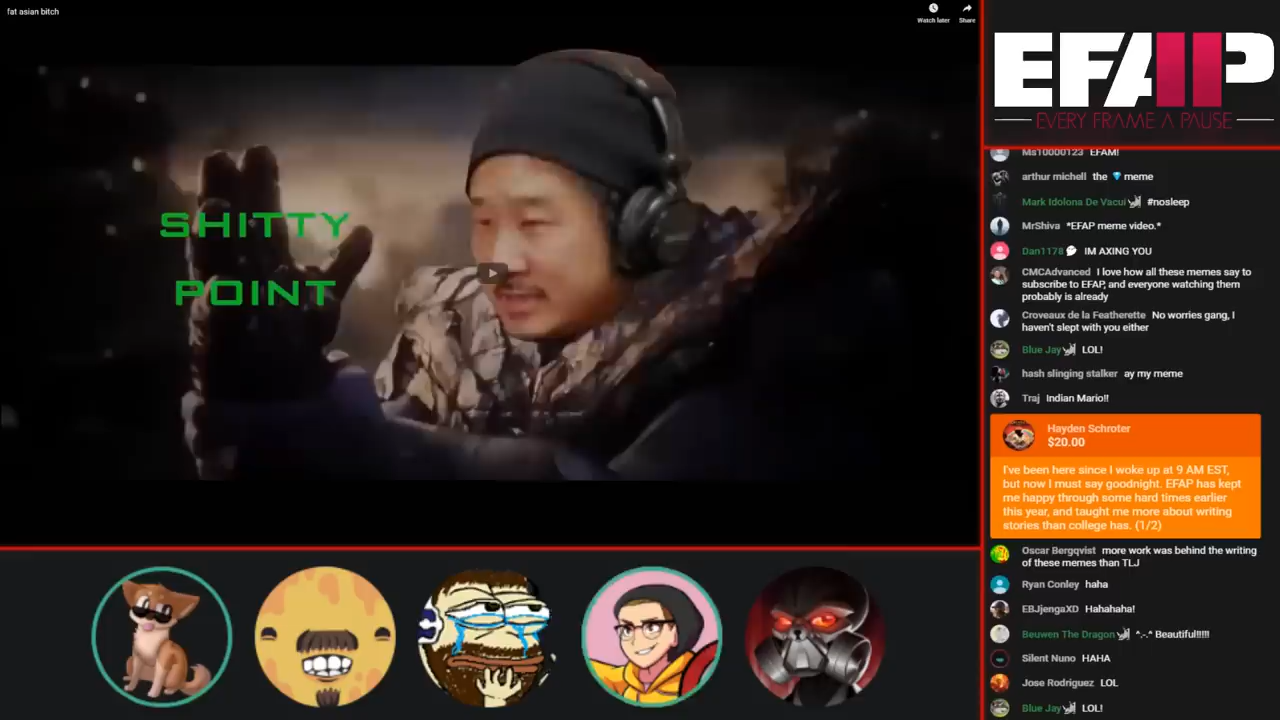 fat asian bitch
Watch later
Share
SHITTY
POINT
EFAP
EVERY FRAME A PAUSE
Ms10000123 EFAM!
arthur michell the 💎 meme
Mark Idolona De Vacui #nosleep
MrShiva *EFAP meme video.*
Dan1178 IM AXING YOU
CMCAdvanced I love how all these memes say to
subscribe to EFAP, and everyone watching them
probably is already
Croveaux de la Featherette No worries gang, I
haven't slept with you either
Blue Jay LOL!
hash slinging stalker ay my meme
Traj Indian Mario!!
Hayden Schroter
$20.00
I've been here since I woke up at 9 AM EST,
but now I must say goodnight. EFAP has kept
me happy through some hard times earlier
this year, and taught me more about writing
stories than college has. (1/2)
Oscar Bergqvist more work was behind the writing
of these memes than TLJ
Ryan Conley haha
EBJjengaXD Hahahaha!
Beuwen The Dragon ^.-.^ Beautiful!!!!!
Silent Nuno HAHA
Jose Rodriguez LOL
Blue Jay LOL!